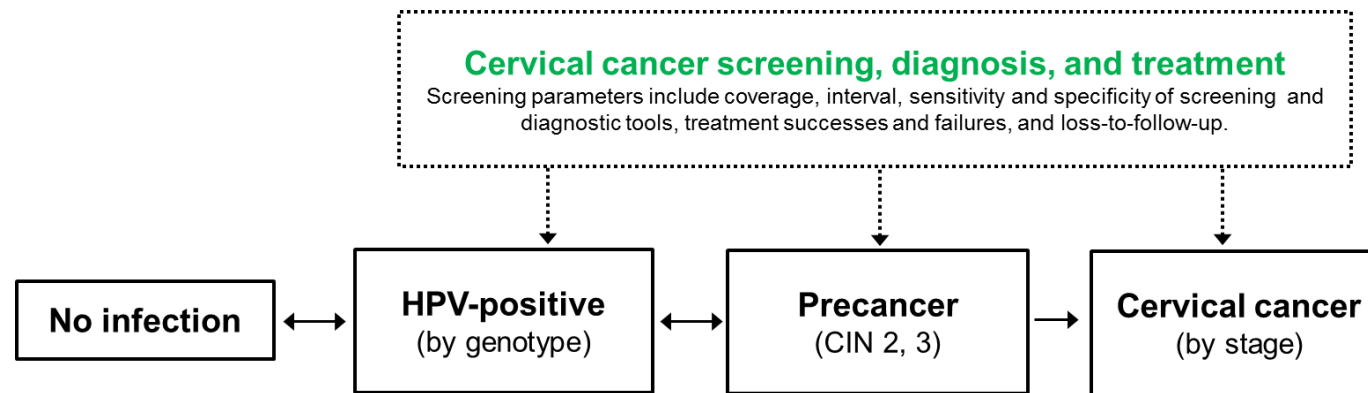 Cervical cancer screening, diagnosis, and treatment
Screening parameters include coverage, interval, sensitivity and specificity of screening and
diagnostic tools, treatment successes and failures, and loss-to-follow-up.
No infection
HPV-positive
(by genotype)
Precancer
(CIN 2, 3)
Cervical cancer
(by stage)